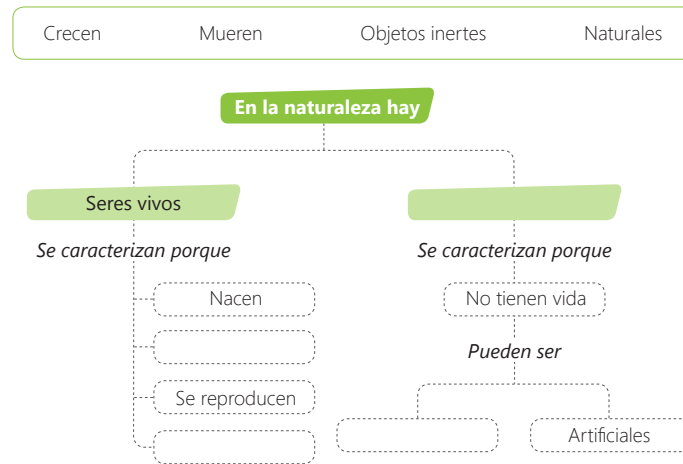 Crecen Mueren Objetos inertes Naturales
En la naturaleza hay
Seres vivos
Se caracterizan porque Se caracterizan porque
Nacen No tienen vida
Pueden ser
Se reproducen
Artificiales